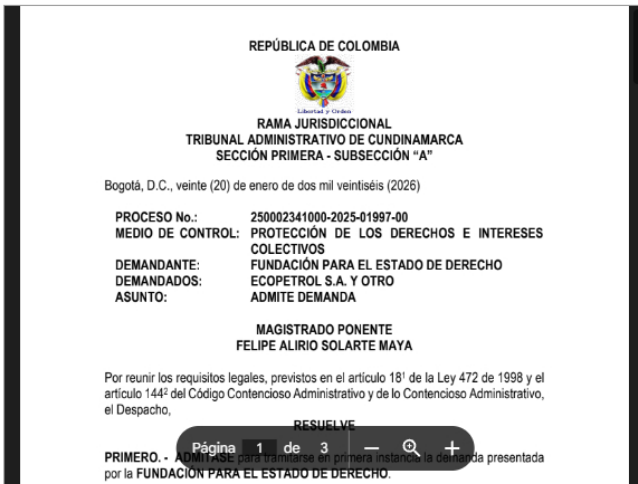 REPÚBLICA DE COLOMBIA
Libertad y Orden
RAMA JURISDICCIONAL
TRIBUNAL ADMINISTRATIVO DE CUNDINAMARCA
SECCIÓN PRIMERA - SUBSECCIÓN “A”
Bogotá, D.C., veinte (20) de enero de dos mil veintiséis (2026)
PROCESO No.: 250002341000-2025-01997-00
MEDIO DE CONTROL: PROTECCIÓN DE LOS DERECHOS E INTERESES
COLECTIVOS
DEMANDANTE: FUNDACIÓN PARA EL ESTADO DE DERECHO
DEMANDADOS: ECOPETROL S.A. Y OTRO
ASUNTO: ADMITE DEMANDA
MAGISTRADO PONENTE
FELIPE ALIRIO SOLARTE MAYA
Por reunir los requisitos legales, previstos en el artículo 18¹ de la Ley 472 de 1998 y el
artículo 144² del Código Contencioso Administrativo y de lo Contencioso Administrativo,
el Despacho,
RESUELVE
Página 1 de 3
PRIMERO. - ADMÍTASE para tramitarse en primera instancia la demanda presentada
por la FUNDACIÓN PARA EL ESTADO DE DERECHO.